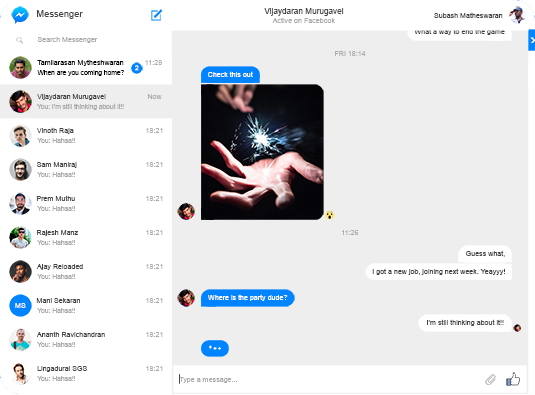 Messenger
Search Messenger
Tamilarasan Mytheshwaran
11:28
When are you coming home?
2
Vijaydaran Murugavel
Now
You: I'm still thinking about it!!
Vinoth Raja
18:21
You: Hahaa!!
Sam Maniraj
18:21
You: Hahaa!!
Prem Muthu
18:21
You: Hahaa!!
Rajesh Manz
18:21
You: Hahaa!!
Ajay Reloaded
18:21
You: Hahaa!!
MS
Mani Sekaran
18:21
You: Hahaa!!
Ananth Ravichandran
18:21
You: Hahaa!!
Lingadurai SGS
18:21
You: Hahaa!!
Vijaydaran Murugavel
Active on Facebook
Subash Matheswaran
What a way to end the game
FRI 18:14
Check this out
11:26
Guess what,
I got a new job, joining next week. Yeayyy!
Where is the party dude?
I'm still thinking about it!!
Type a message...